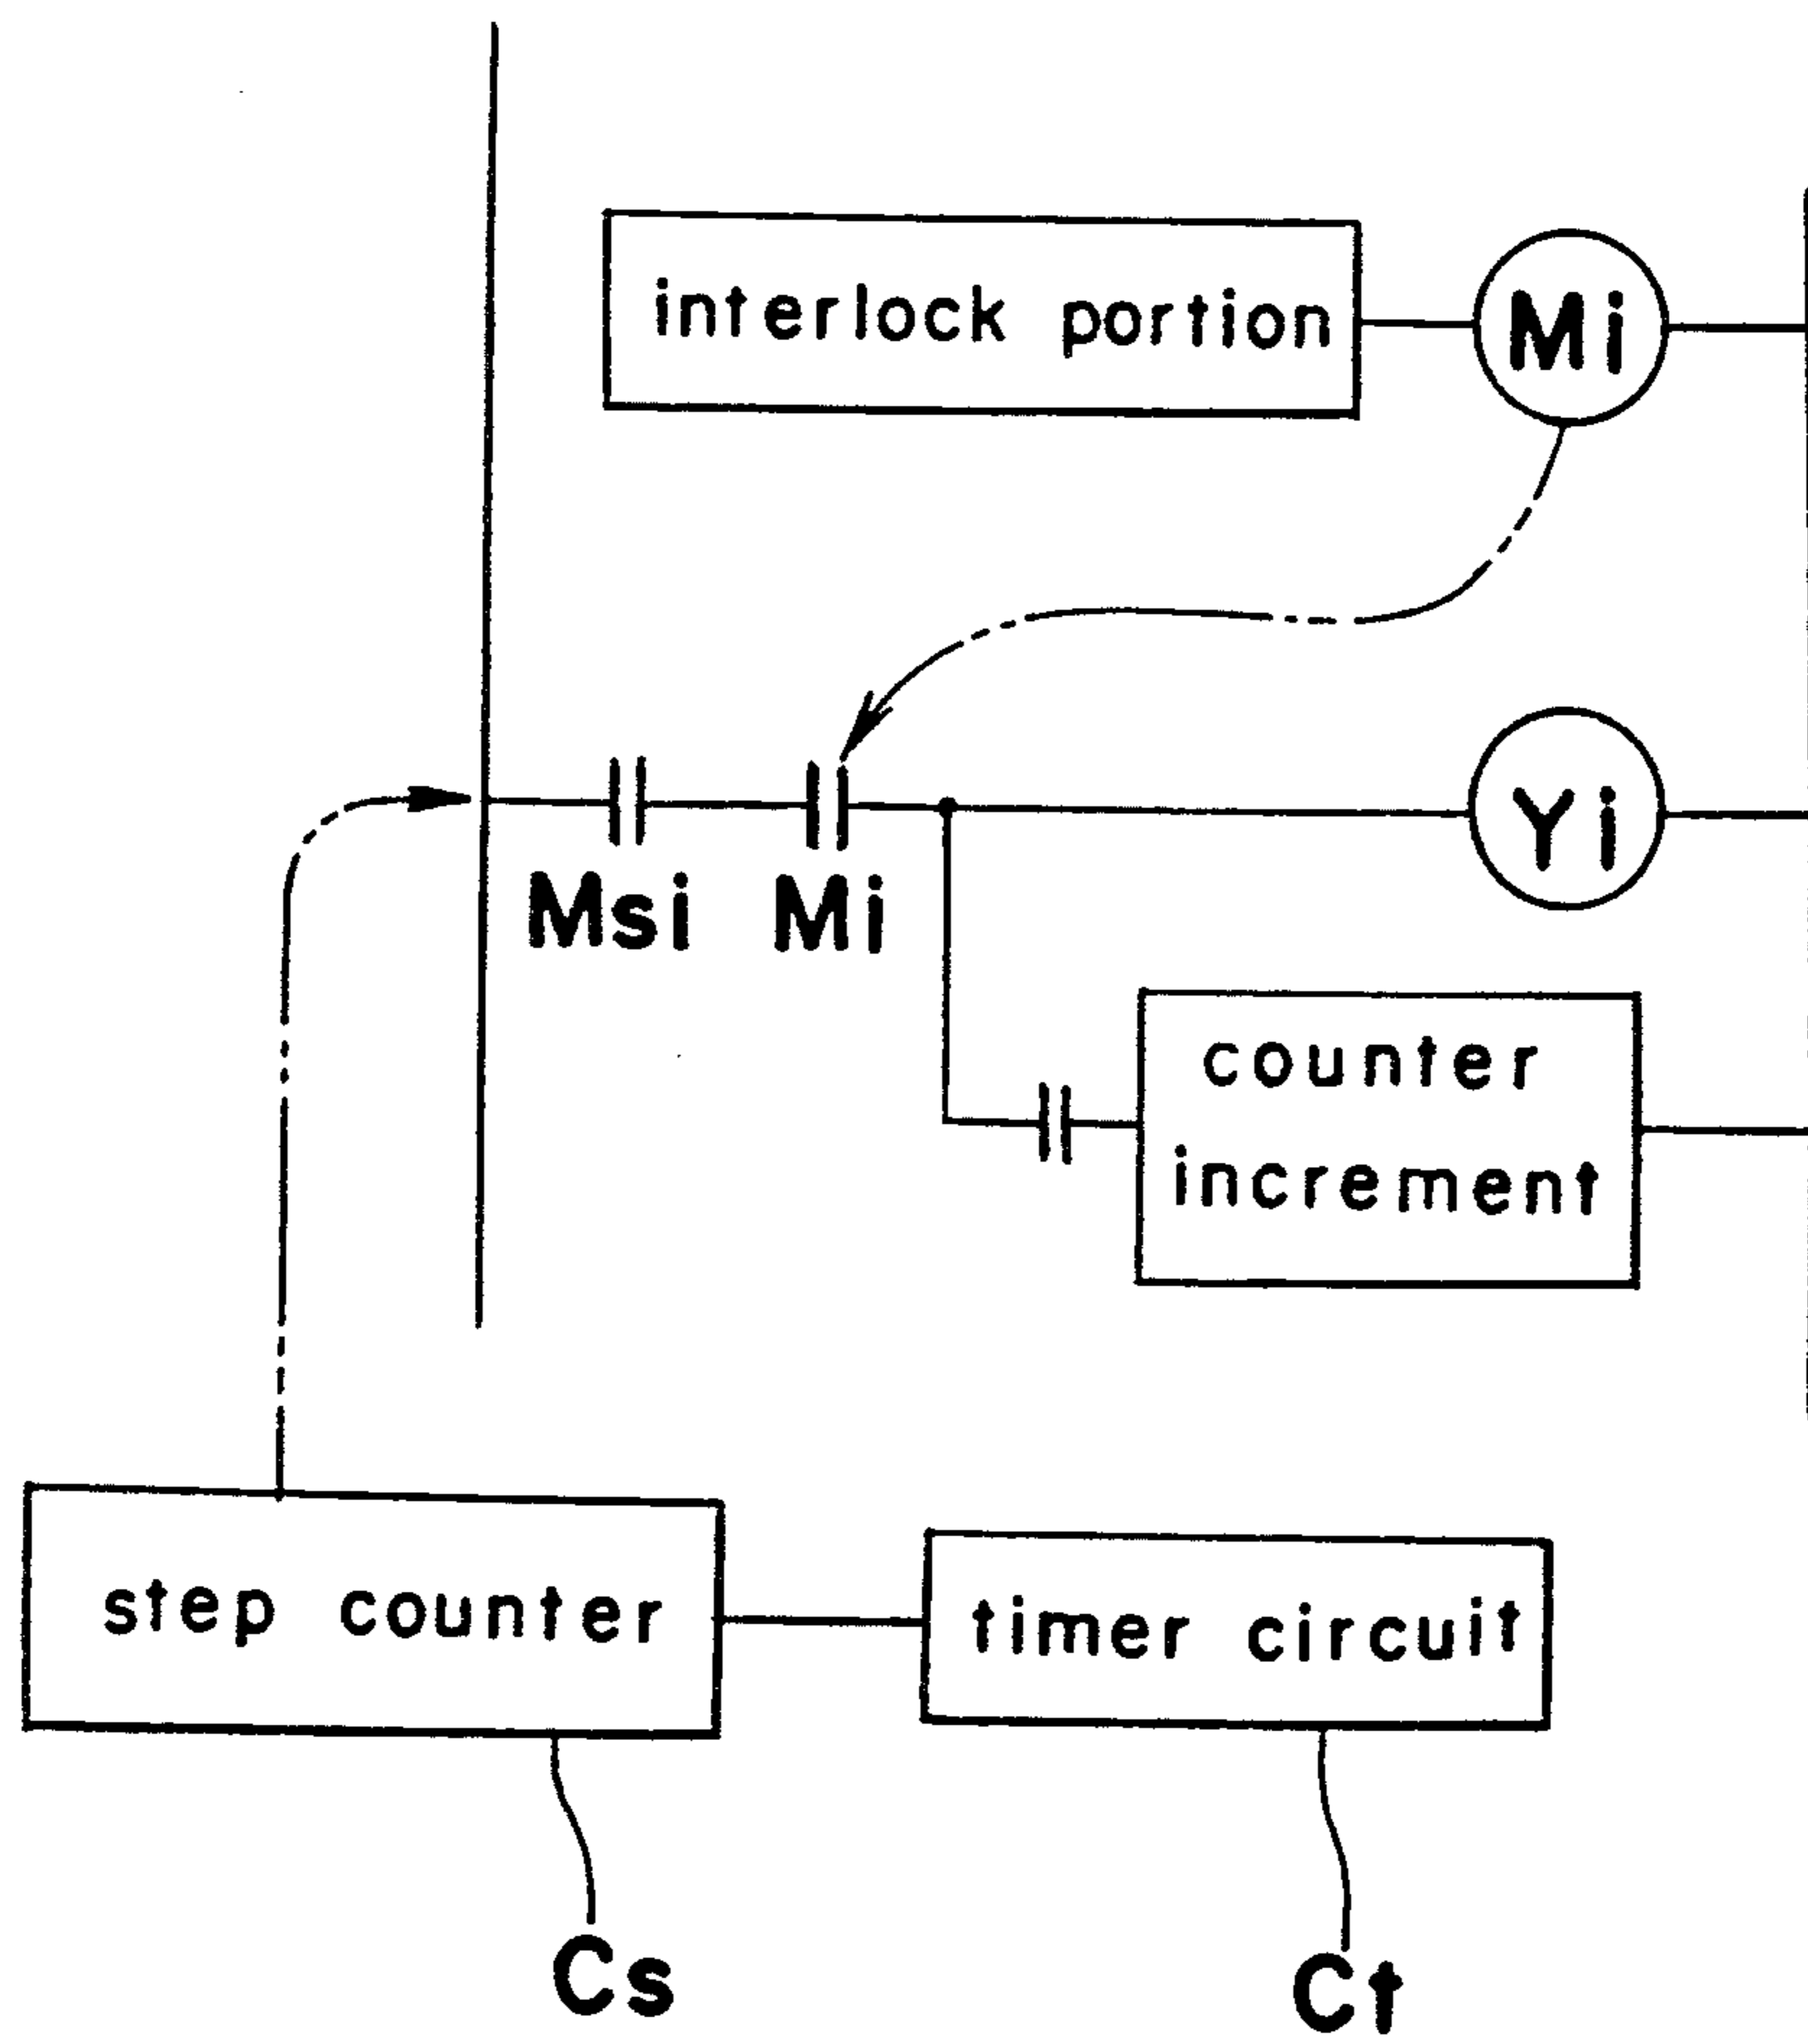 interlock portion
Mi
Yi
Msi Mi
counter
increment
step counter
timer circuit
Cs
Ct